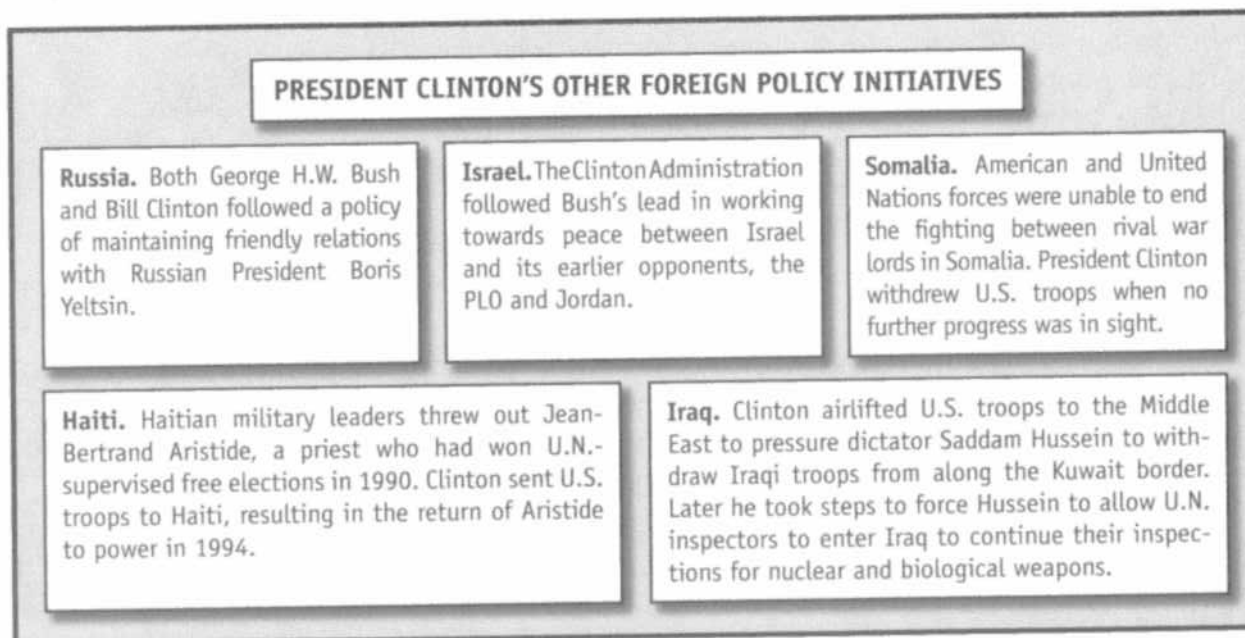 PRESIDENT CLINTON'S OTHER FOREIGN POLICY INITIATIVES
Russia. Both George H.W. Bush
and Bill Clinton followed a policy
of maintaining friendly relations
with Russian President Boris
Yeltsin.
Israel. The Clinton Administration
followed Bush's lead in working
towards peace between Israel
and its earlier opponents, the
PLO and Jordan.
Somalia. American and United
Nations forces were unable to end
the fighting between rival war
lords in Somalia. President Clinton
withdrew U.S. troops when no
further progress was in sight.
Haiti. Haitian military leaders threw out Jean-
Bertrand Aristide, a priest who had won U.N.-
supervised free elections in 1990. Clinton sent U.S.
troops to Haiti, resulting in the return of Aristide
to power in 1994.
Iraq. Clinton airlifted U.S. troops to the Middle
East to pressure dictator Saddam Hussein to with-
draw Iraqi troops from along the Kuwait border.
Later he took steps to force Hussein to allow U.N.
inspectors to enter Iraq to continue their inspec-
tions for nuclear and biological weapons.